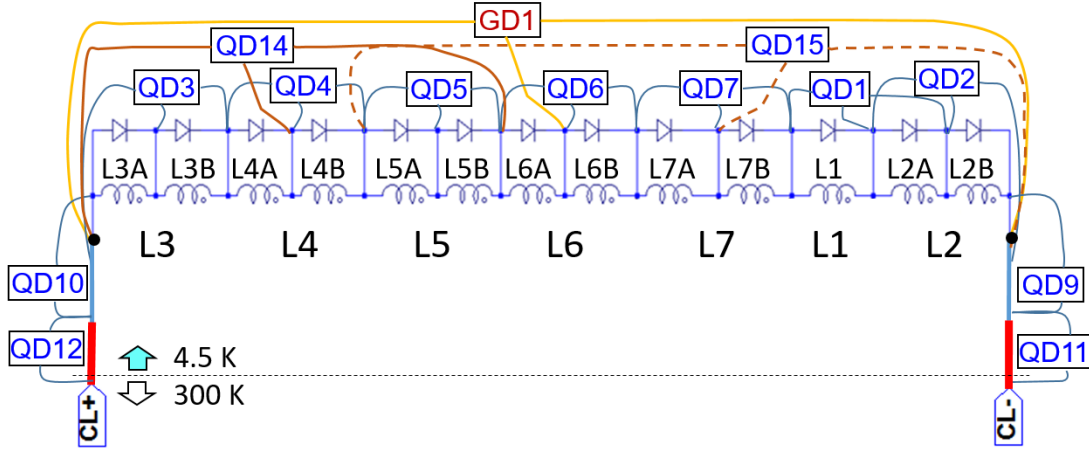 GD1
QD14
QD15
QD3
QD4
QD5
QD6
QD7
QD1
QD2
L3A L3B L4A L4B L5A L5B L6A L6B L7A L7B L1 L2A L2B
L3 L4 L5 L6 L7 L1 L2
QD10
QD9
QD12
QD11
4.5 K
300 K
CL+
CL-